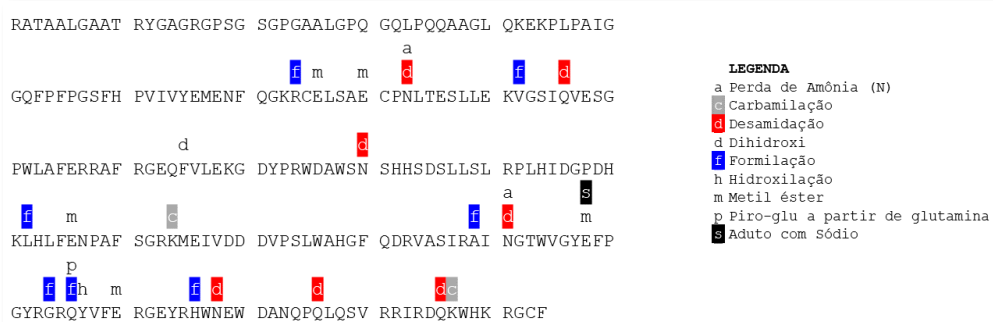 RATAALGAAT RYGAGRGPSG SGPGAALGPQ GQLPQQAAGL QKEKPLPAIG
a
f m m d f d
GQFPFPGSFH PVIVYEMENF QGKRCELSAE CPNLTESLLE KVGSIQVESG
d d
PWLAFERRAF RGEQFVLEKG DYPRWDAWSN SHHSDSLLSL RPLHIDGPDH
a s
f m c f d m
KLHLFENPAF SGRKMEIVDD DVPSLWAHGF QDRVASIRAI NGTWVGYEFP
p
f f h m f d d d c
GYRGRQYVFE RGEYRHWNEW DANQPQLQSV RRIRDQKWHK RGCF
LEGENDA
a Perda de Amônia (N)
c Carbamilação
d Desamidação
d Dihidroxi
f Formilação
h Hidroxilação
m Metil éster
p Piro-glu a partir de glutamina
s Aduto com Sódio